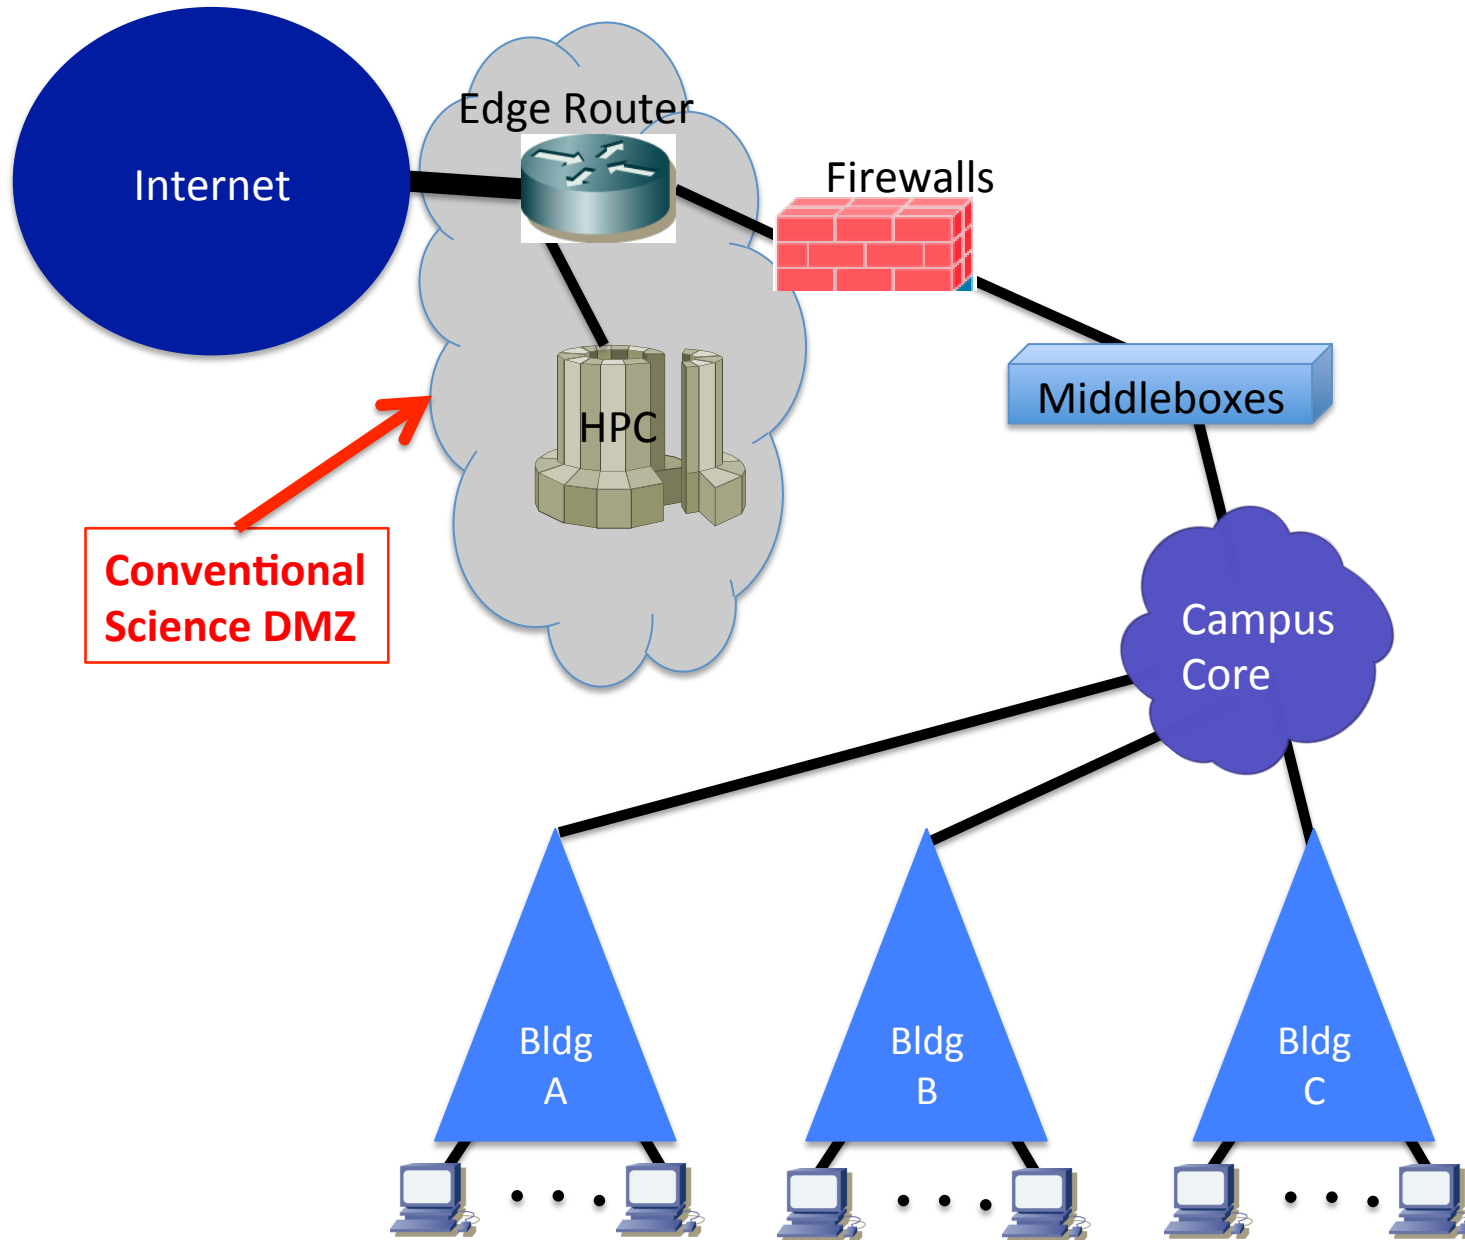 Edge Router
Internet
Firewalls
Middleboxes
HPC
Conventional
Science DMZ
Campus
Core
Bldg
A
Bldg
B
Bldg
C